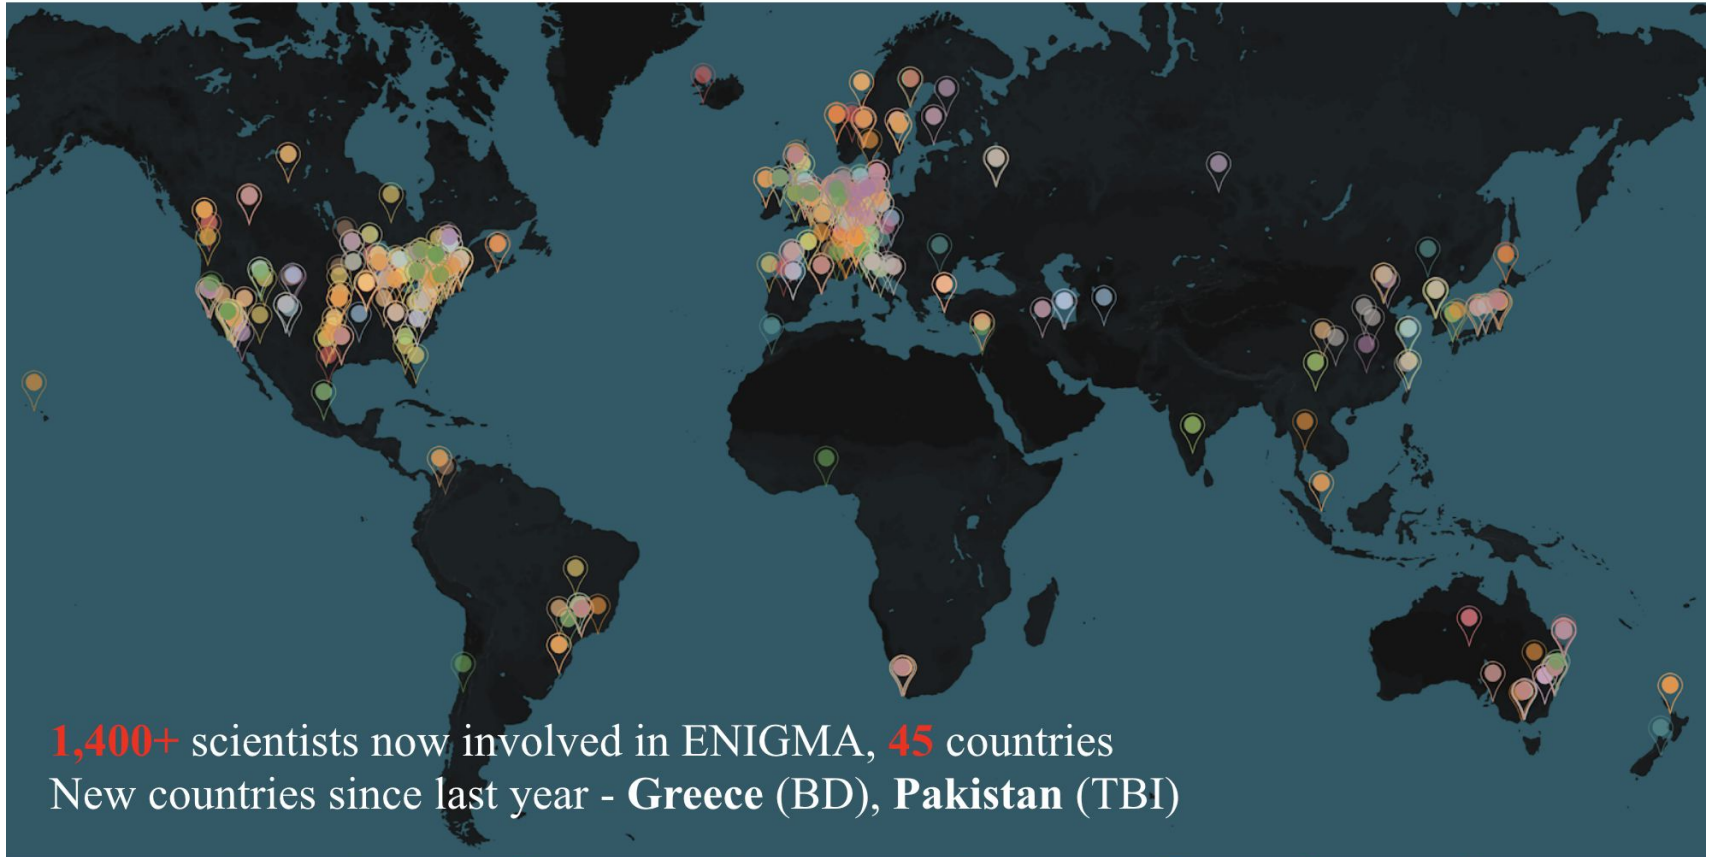 1,400+ scientists now involved in ENIGMA, 45 countries
New countries since last year - Greece (BD), Pakistan (TBI)